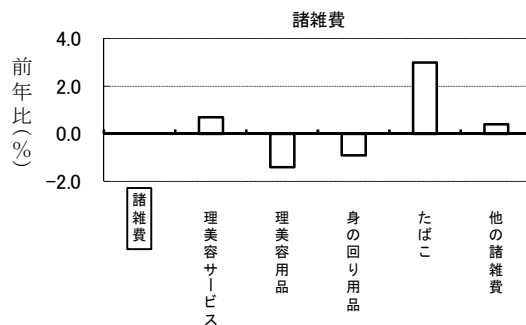 諸雑費
前年比(%)
4.0
2.0
0.0
−2.0
諸雑費
理美容サービス
理美容用品
身の回り用品
たばこ
他の諸雑費